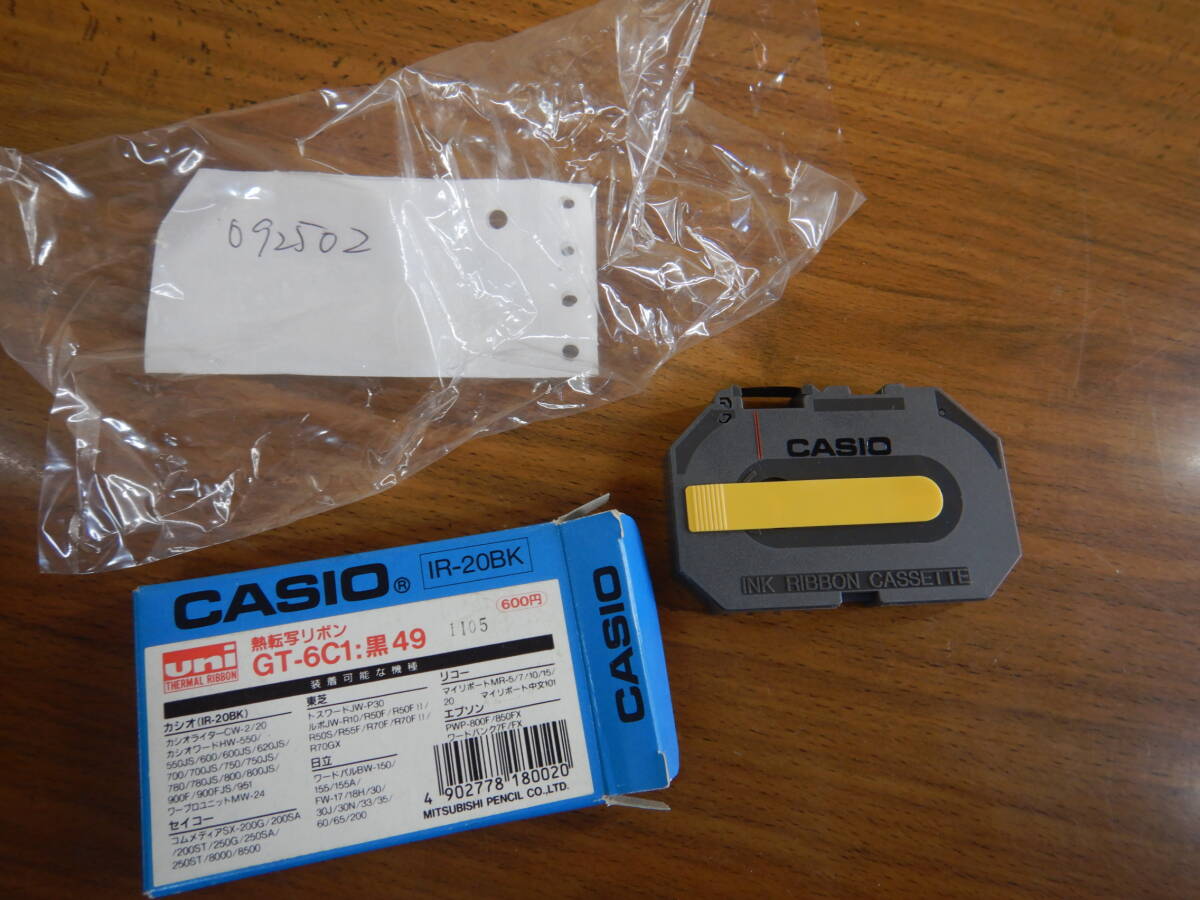 092502
CASIO
INK RIBBON CASSETTE
CASIO® IR-20BK
CASIO
uni
THERMAL RIBBON
熱転写リボン
GT-6C1:黒49
600円
1105
装着可能な機種
カシオ(IR-20BK)
カシオライターCW-2/20
カシオワードHW-550/
550JS/600/600JS/620JS/
700/700JS/750/750JS/
780/780JS/800/800JS/
900F/900FJS/951
ワープロユニットMW-24
セイコー
コムメディアSX-200G/200SA
/200ST/250G/250SA/
250ST/8000/8500
東芝
トスワードJW-P30
ルポJW-R10/R50F/R50FII/
R50S/R55F/R70F/R70FII/
R70GX
日立
ワードパルBW-150/
155/155A/
FW-17/18H/30/
30J/30N/33/35/
60/65/200
リコー
マイリポートMR-5/7/10/15/
20 マイリポート中文101
エプソン
PWP-800F/850FX
ワードバンク7F/FX
4 902778 180020
MITSUBISHI PENCIL CO.,LTD.